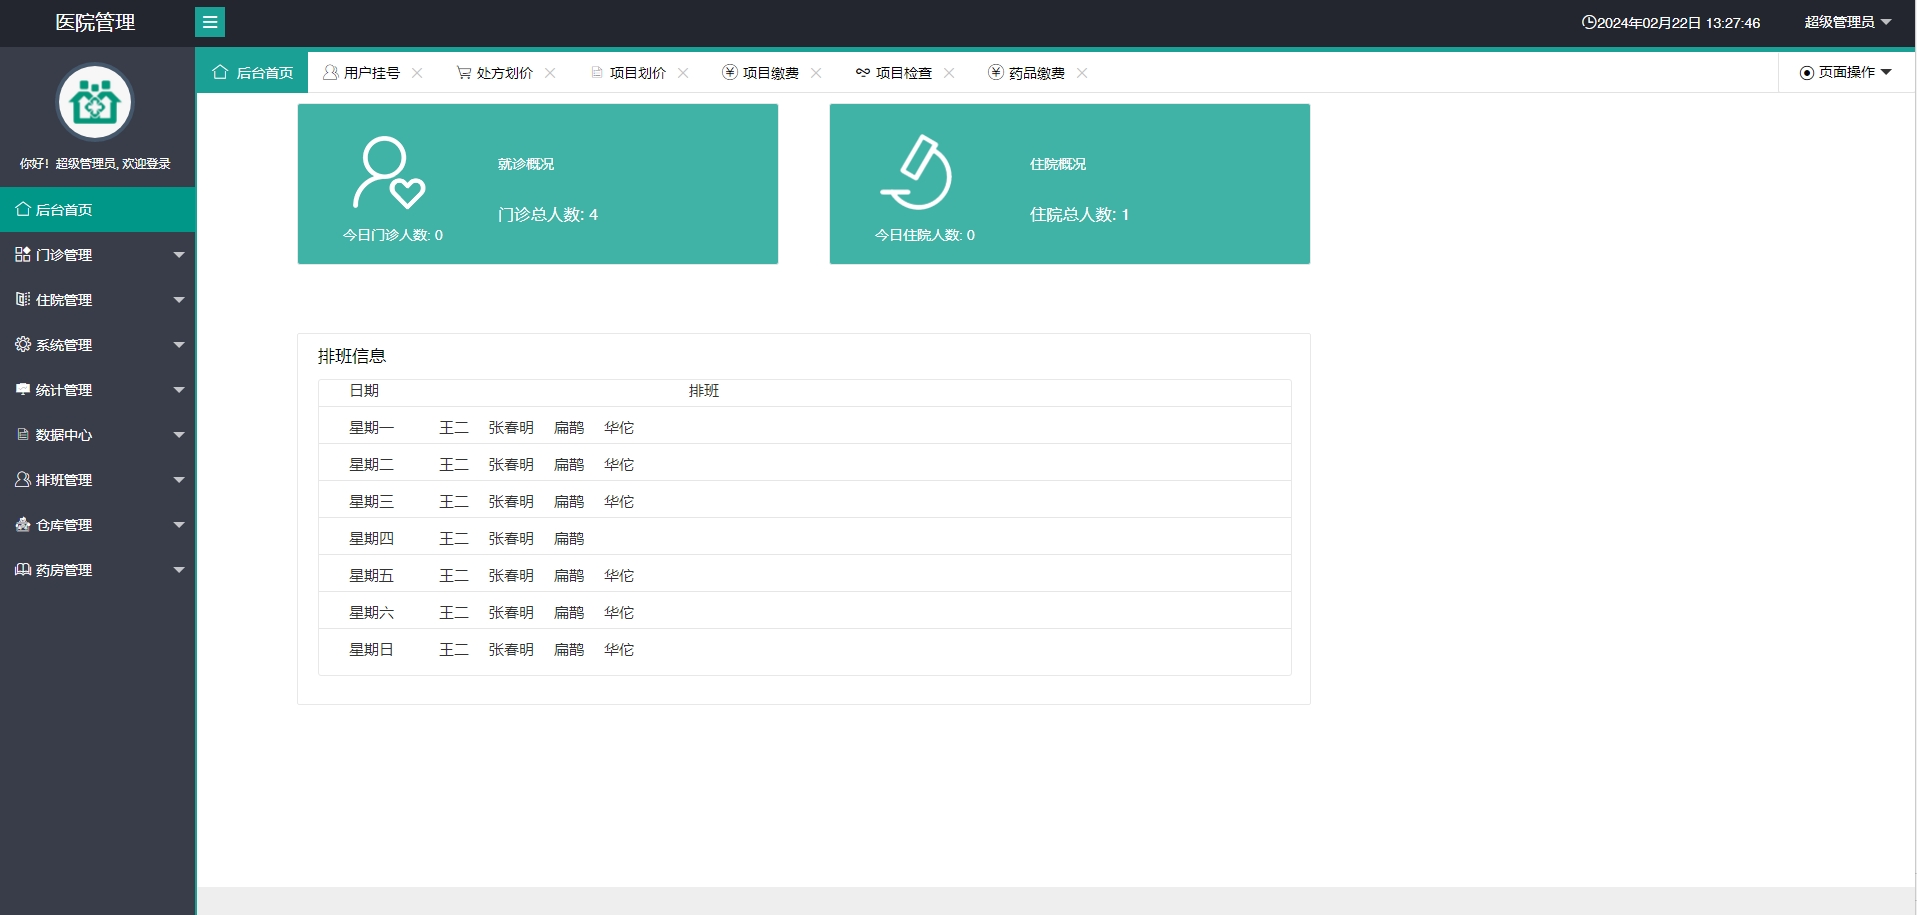 医院管理
2024年02月22日 13:27:46 超级管理员
后台首页 用户挂号 处方划价 项目划价 项目缴费 项目检查 药品缴费 页面操作
你好！超级管理员, 欢迎登录
后台首页
门诊管理
住院管理
系统管理
统计管理
数据中心
排班管理
仓库管理
药房管理
就诊概况
门诊总人数: 4
今日门诊人数: 0
住院概况
住院总人数: 1
今日住院人数: 0
排班信息
日期 排班
星期一 王二 张春明 扁鹊 华佗
星期二 王二 张春明 扁鹊 华佗
星期三 王二 张春明 扁鹊 华佗
星期四 王二 张春明 扁鹊
星期五 王二 张春明 扁鹊 华佗
星期六 王二 张春明 扁鹊 华佗
星期日 王二 张春明 扁鹊 华佗